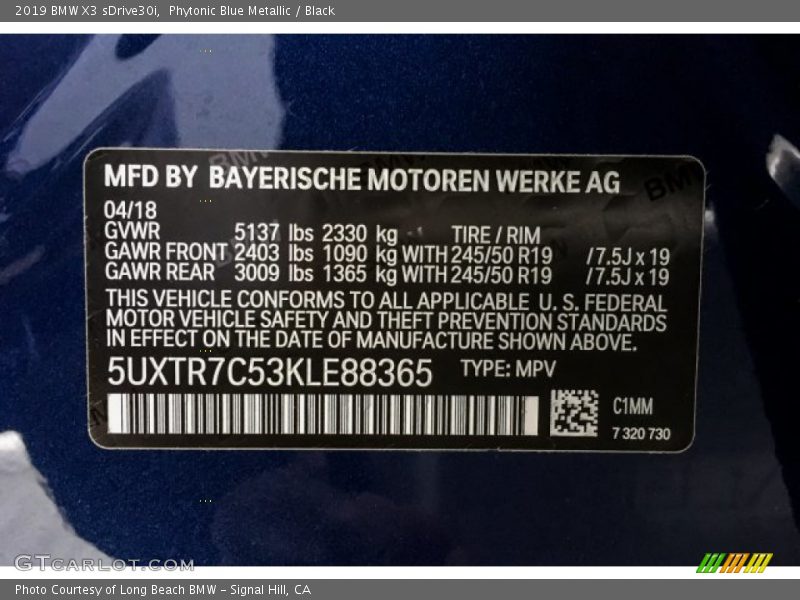 2019 BMW X3 sDrive30i,  Phytonic Blue Metallic / Black
MFD BY BAYERISCHE MOTOREN WERKE AG
04/18
GVWR 5137 lbs 2330 kg TIRE / RIM
GAWR FRONT 2403 lbs 1090 kg WITH 245/50 R19 /7.5J x 19
GAWR REAR 3009 lbs 1365 kg WITH 245/50 R19 /7.5J x 19
THIS VEHICLE CONFORMS TO ALL APPLICABLE U. S. FEDERAL
MOTOR VEHICLE SAFETY AND THEFT PREVENTION STANDARDS
IN EFFECT ON THE DATE OF MANUFACTURE SHOWN ABOVE.
5UXTR7C53KLE88365 TYPE: MPV
C1MM
7 320 730
GTCARLOT.COM
Photo Courtesy of Long Beach BMW - Signal Hill, CA